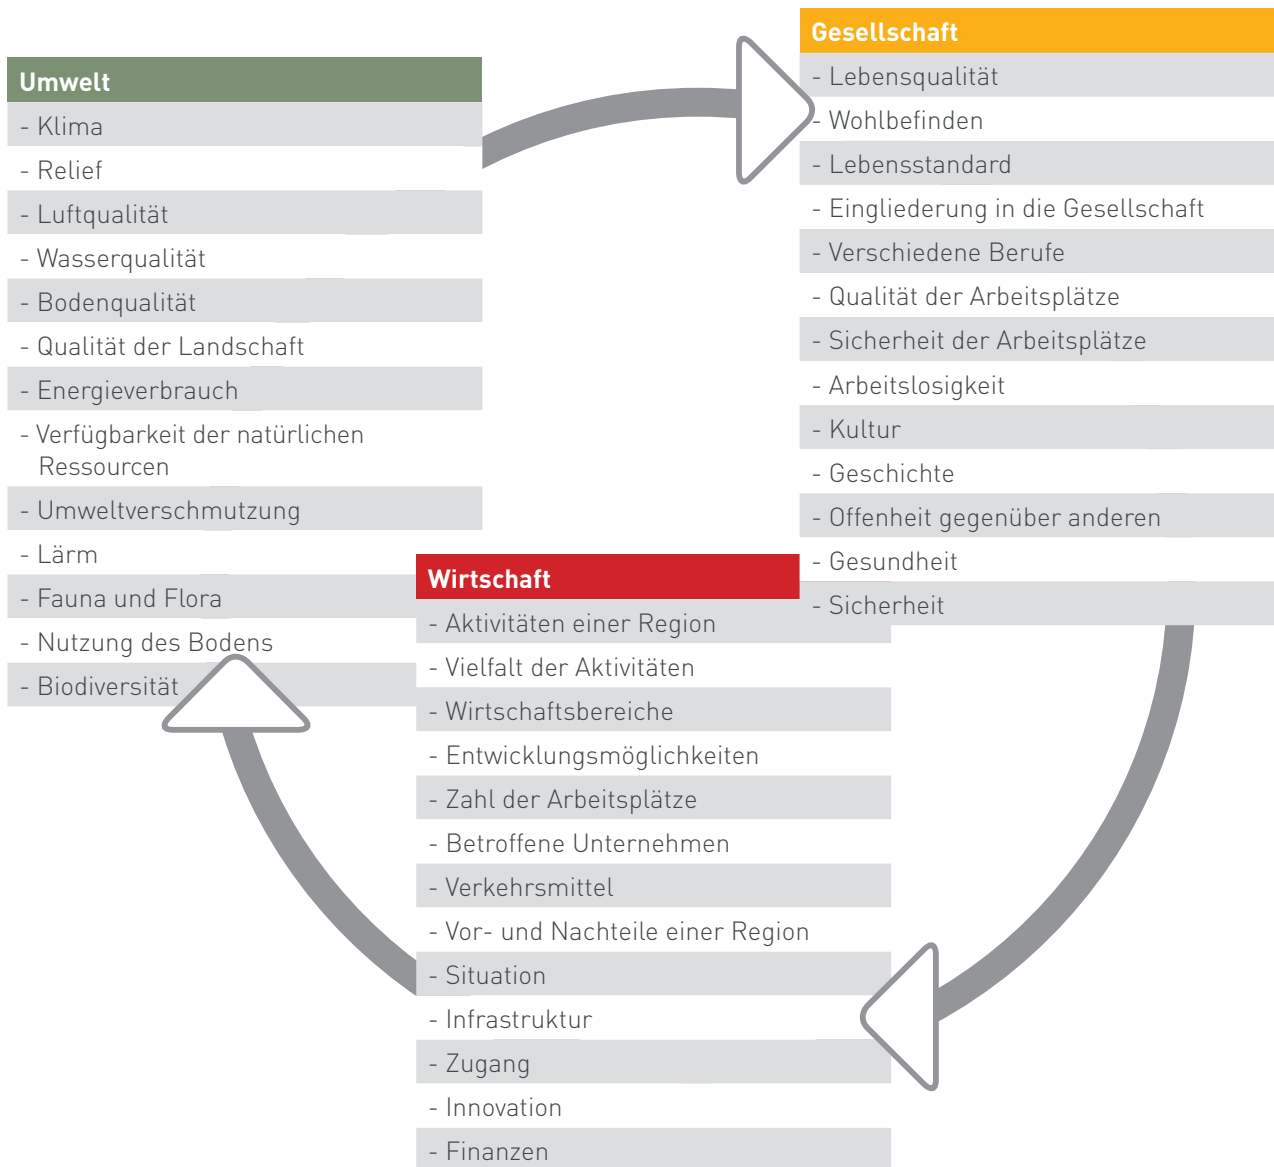 Umwelt
- Klima
- Relief
- Luftqualität
- Wasserqualität
- Bodenqualität
- Qualität der Landschaft
- Energieverbrauch
- Verfügbarkeit der natürlichen
Ressourcen
- Umweltverschmutzung
- Lärm
- Fauna und Flora
- Nutzung des Bodens
- Biodiversität
Gesellschaft
- Lebensqualität
- Wohlbefinden
- Lebensstandard
- Eingliederung in die Gesellschaft
- Verschiedene Berufe
- Qualität der Arbeitsplätze
- Sicherheit der Arbeitsplätze
- Arbeitslosigkeit
- Kultur
- Geschichte
- Offenheit gegenüber anderen
- Gesundheit
- Sicherheit
Wirtschaft
- Aktivitäten einer Region
- Vielfalt der Aktivitäten
- Wirtschaftsbereiche
- Entwicklungsmöglichkeiten
- Zahl der Arbeitsplätze
- Betroffene Unternehmen
- Verkehrsmittel
- Vor- und Nachteile einer Region
- Situation
- Infrastruktur
- Zugang
- Innovation
- Finanzen